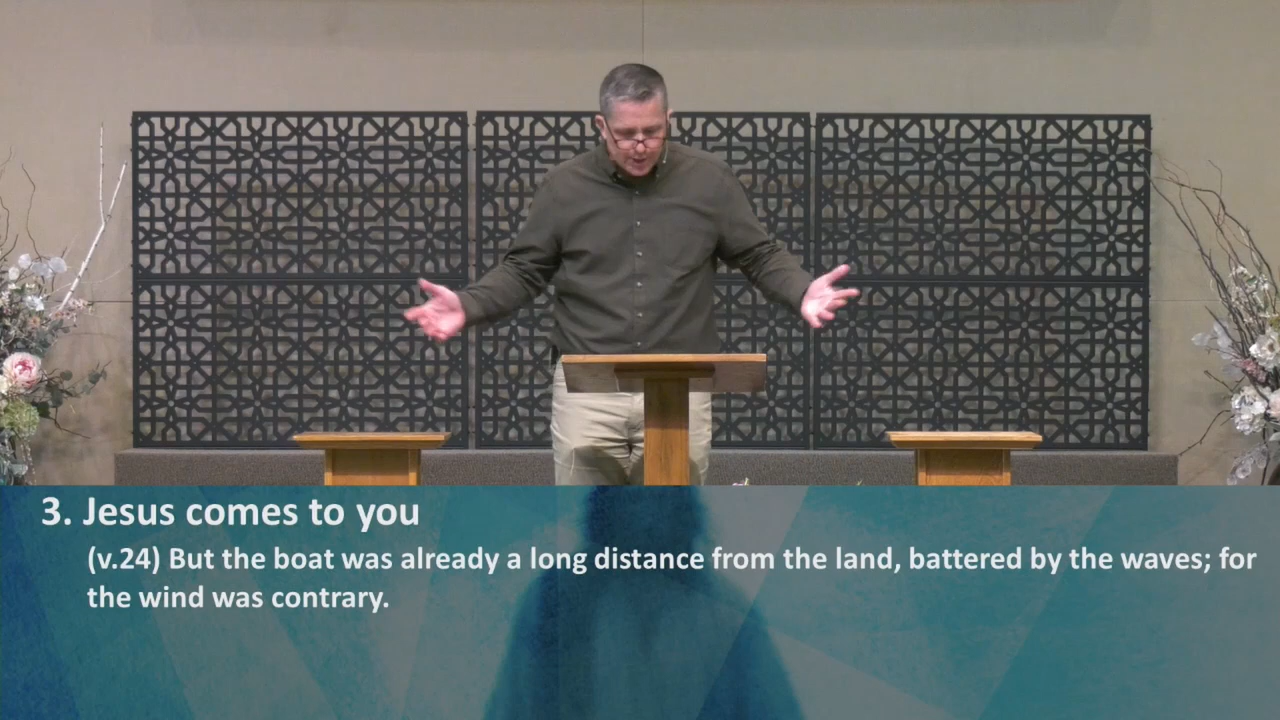 3. Jesus comes to you
(v.24) But the boat was already a long distance from the land, battered by the waves; for
the wind was contrary.